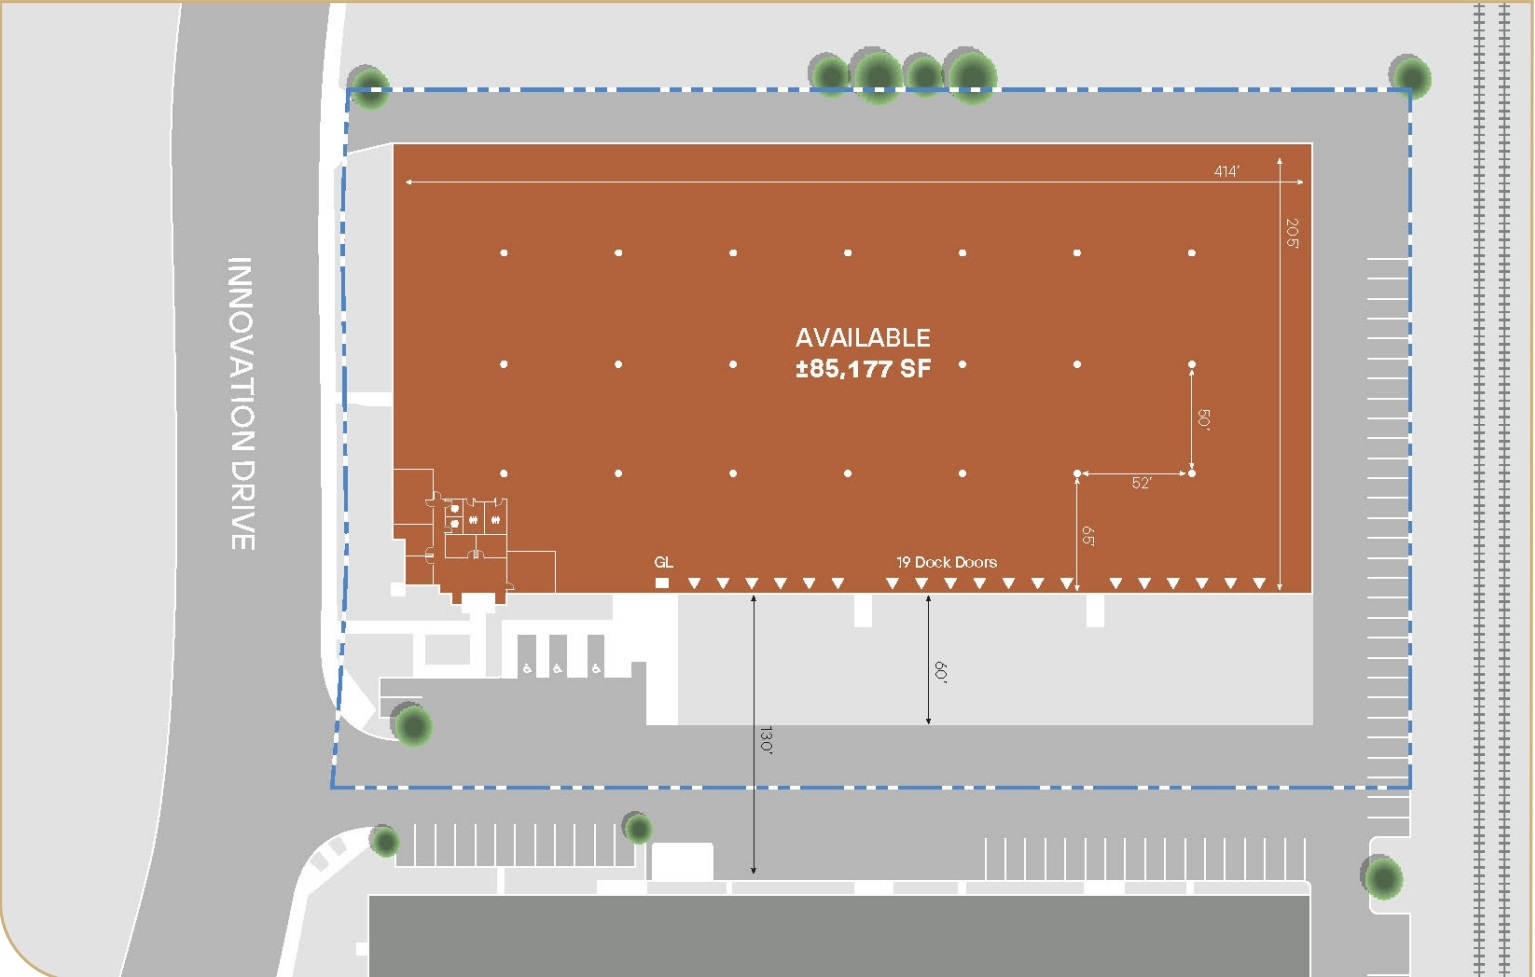 414'
205'
INNOVATION DRIVE
AVAILABLE
±85,177 SF
50'
52'
65'
GL
19 Dock Doors
60'
130'